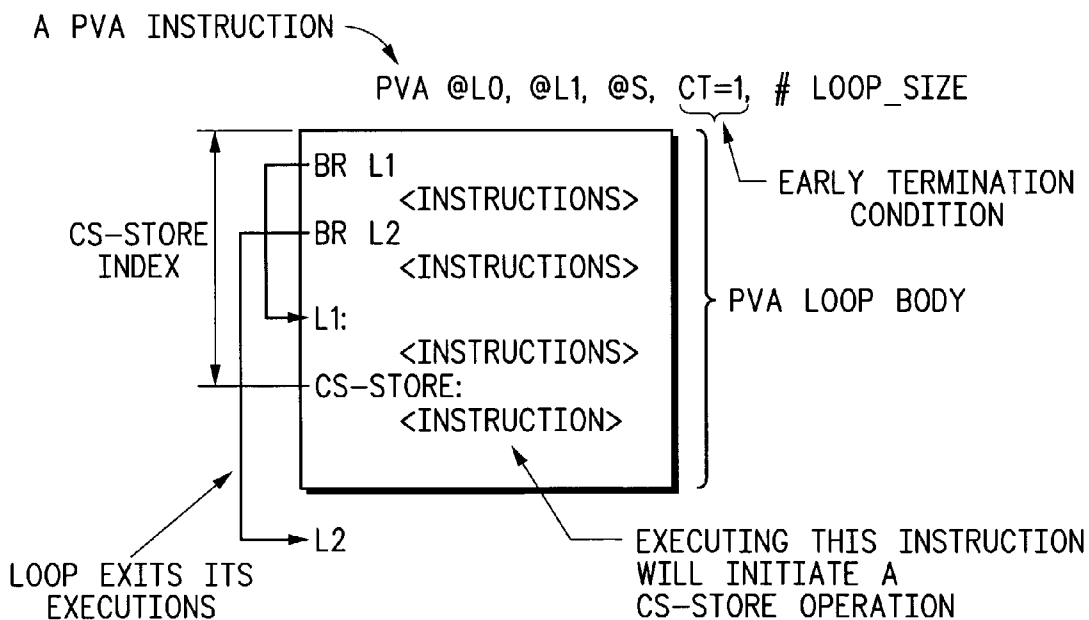 A PVA INSTRUCTION
PVA @L0, @L1, @S, CT=1, # LOOP_SIZE
BR L1
<INSTRUCTIONS>
EARLY TERMINATION
CONDITION
CS-STORE
INDEX
BR L2
<INSTRUCTIONS>
L1:
PVA LOOP BODY
<INSTRUCTIONS>
CS-STORE:
<INSTRUCTION>
L2
LOOP EXITS ITS
EXECUTIONS
EXECUTING THIS INSTRUCTION
WILL INITIATE A
CS-STORE OPERATION